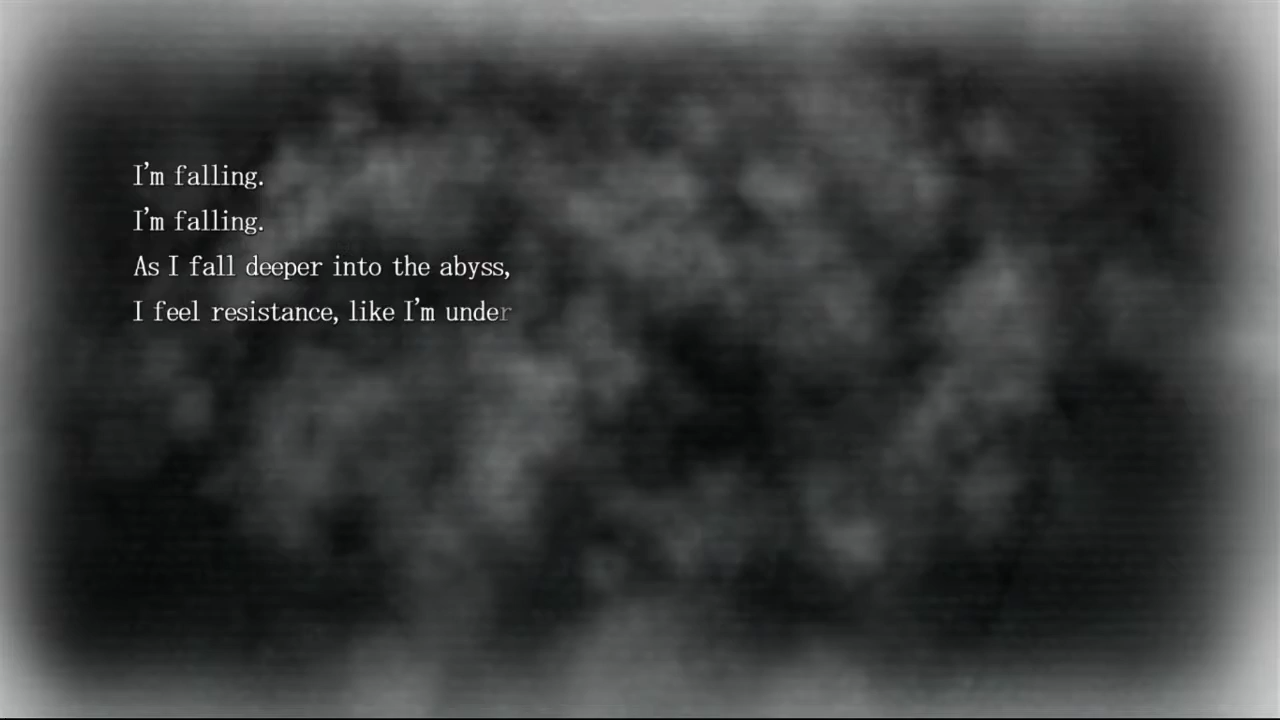 I'm falling.
I'm falling.
As I fall deeper into the abyss,
I feel resistance, like I'm under